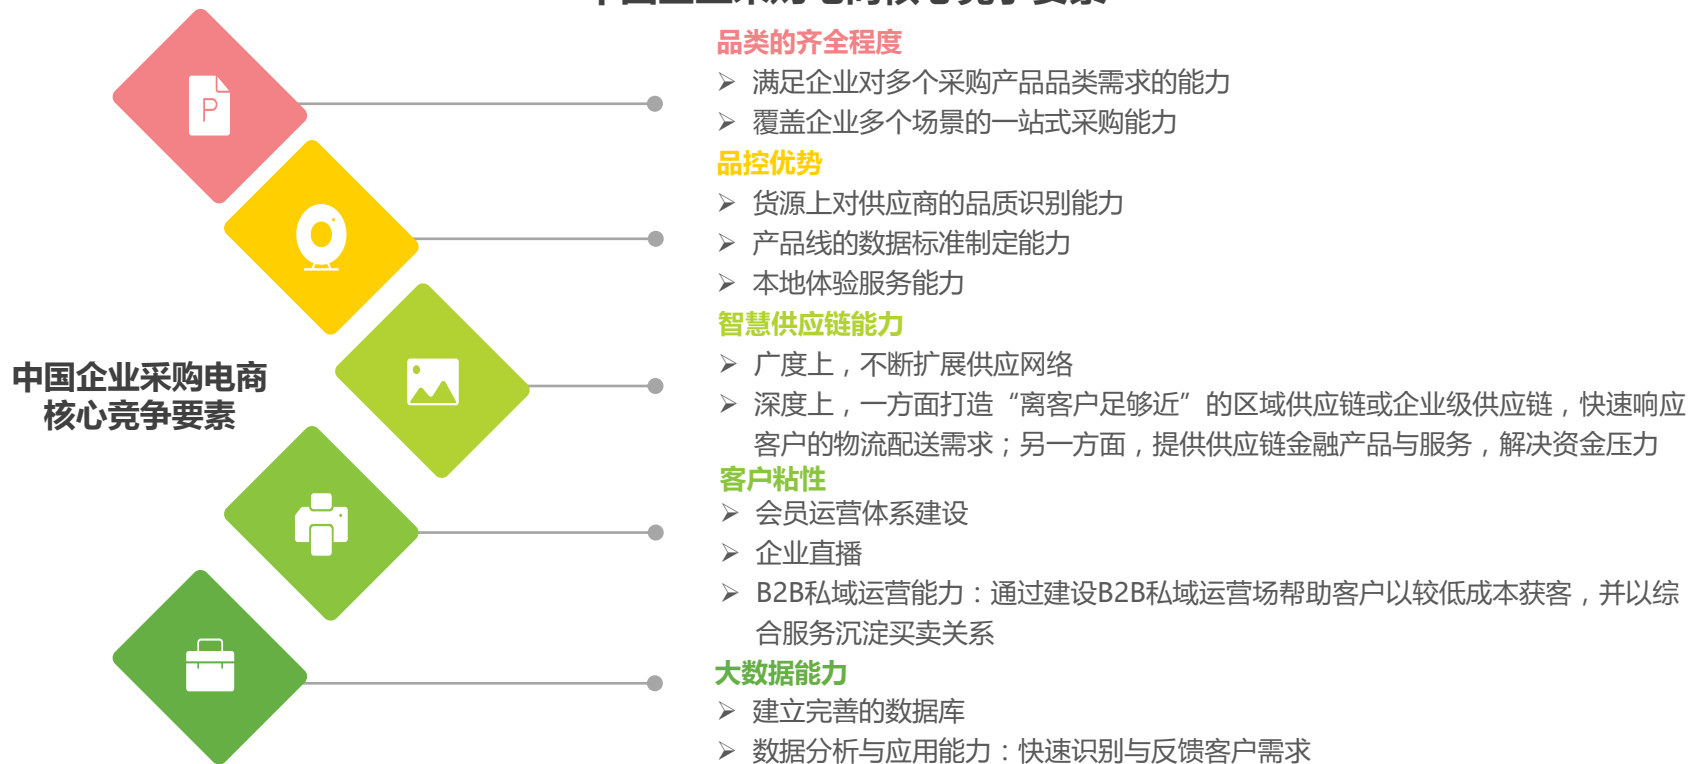 中国企业采购电商核心竞争要素
品类的齐全程度
➢ 满足企业对多个采购产品品类需求的能力
➢ 覆盖企业多个场景的一站式采购能力
品控优势
➢ 货源上对供应商的品质识别能力
➢ 产品线的数据标准制定能力
➢ 本地体验服务能力
智慧供应链能力
➢ 广度上，不断扩展供应网络
➢ 深度上，一方面打造“离客户足够近”的区域供应链或企业级供应链，快速响应
客户的物流配送需求；另一方面，提供供应链金融产品与服务，解决资金压力
客户粘性
➢ 会员运营体系建设
➢ 企业直播
➢ B2B私域运营能力：通过建设B2B私域运营场帮助客户以较低成本获客，并以综
合服务沉淀买卖关系
大数据能力
➢ 建立完善的数据库
➢ 数据分析与应用能力：快速识别与反馈客户需求
中国企业采购电商
核心竞争要素
P